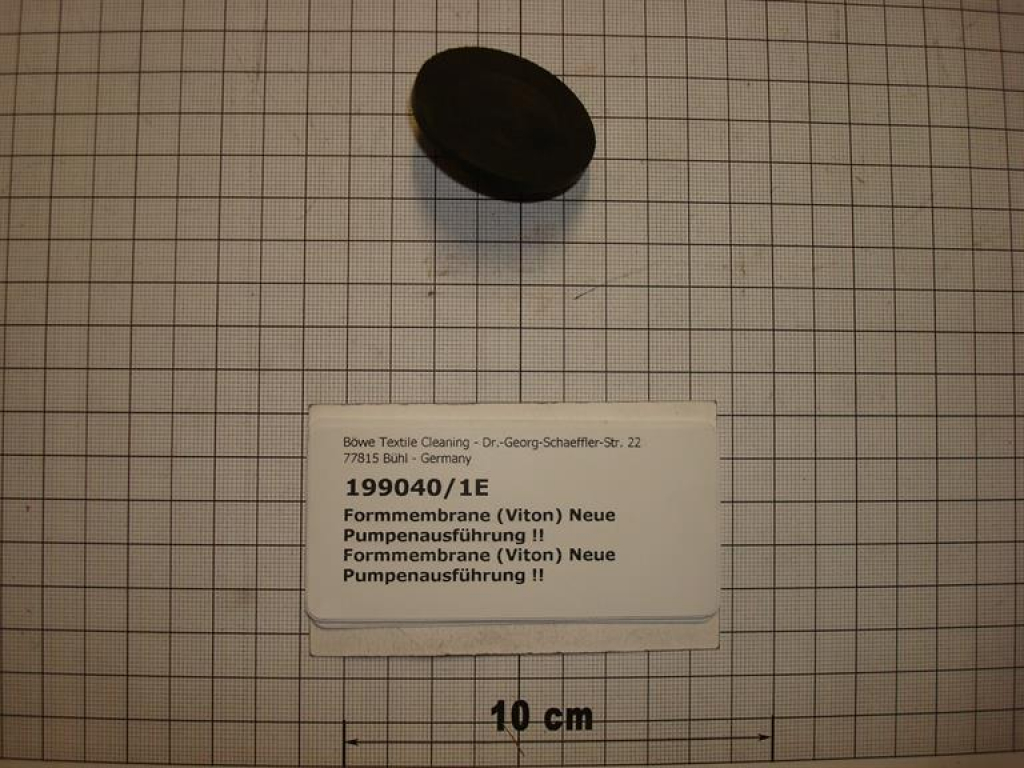 Böwe Textile Cleaning - Dr.-Georg-Schaeffler-Str. 22
77815 Bühl - Germany
199040/1E
Formmembrane (Viton) Neue
Pumpenausführung !!
Formmembrane (Viton) Neue
Pumpenausführung !!
10 cm